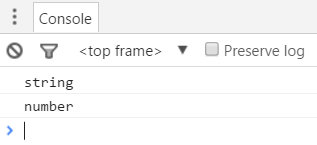 Console
<top frame> ▼ Preserve log
string
number